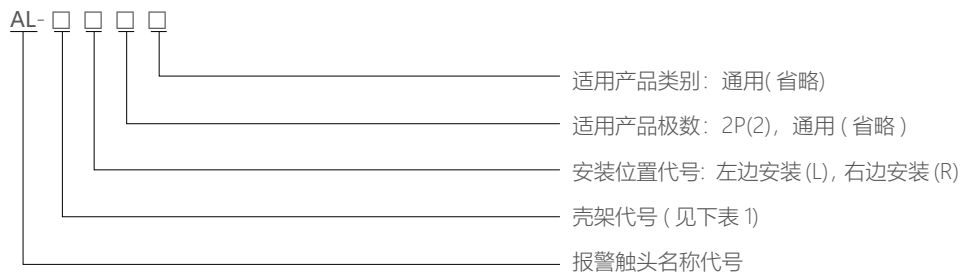 AL-□ □ □ □
适用产品类别：通用(省略)
适用产品极数：2P(2)，通用 (省略)
安装位置代号: 左边安装(L), 右边安装(R)
壳架代号 (见下表 1)
报警触头名称代号